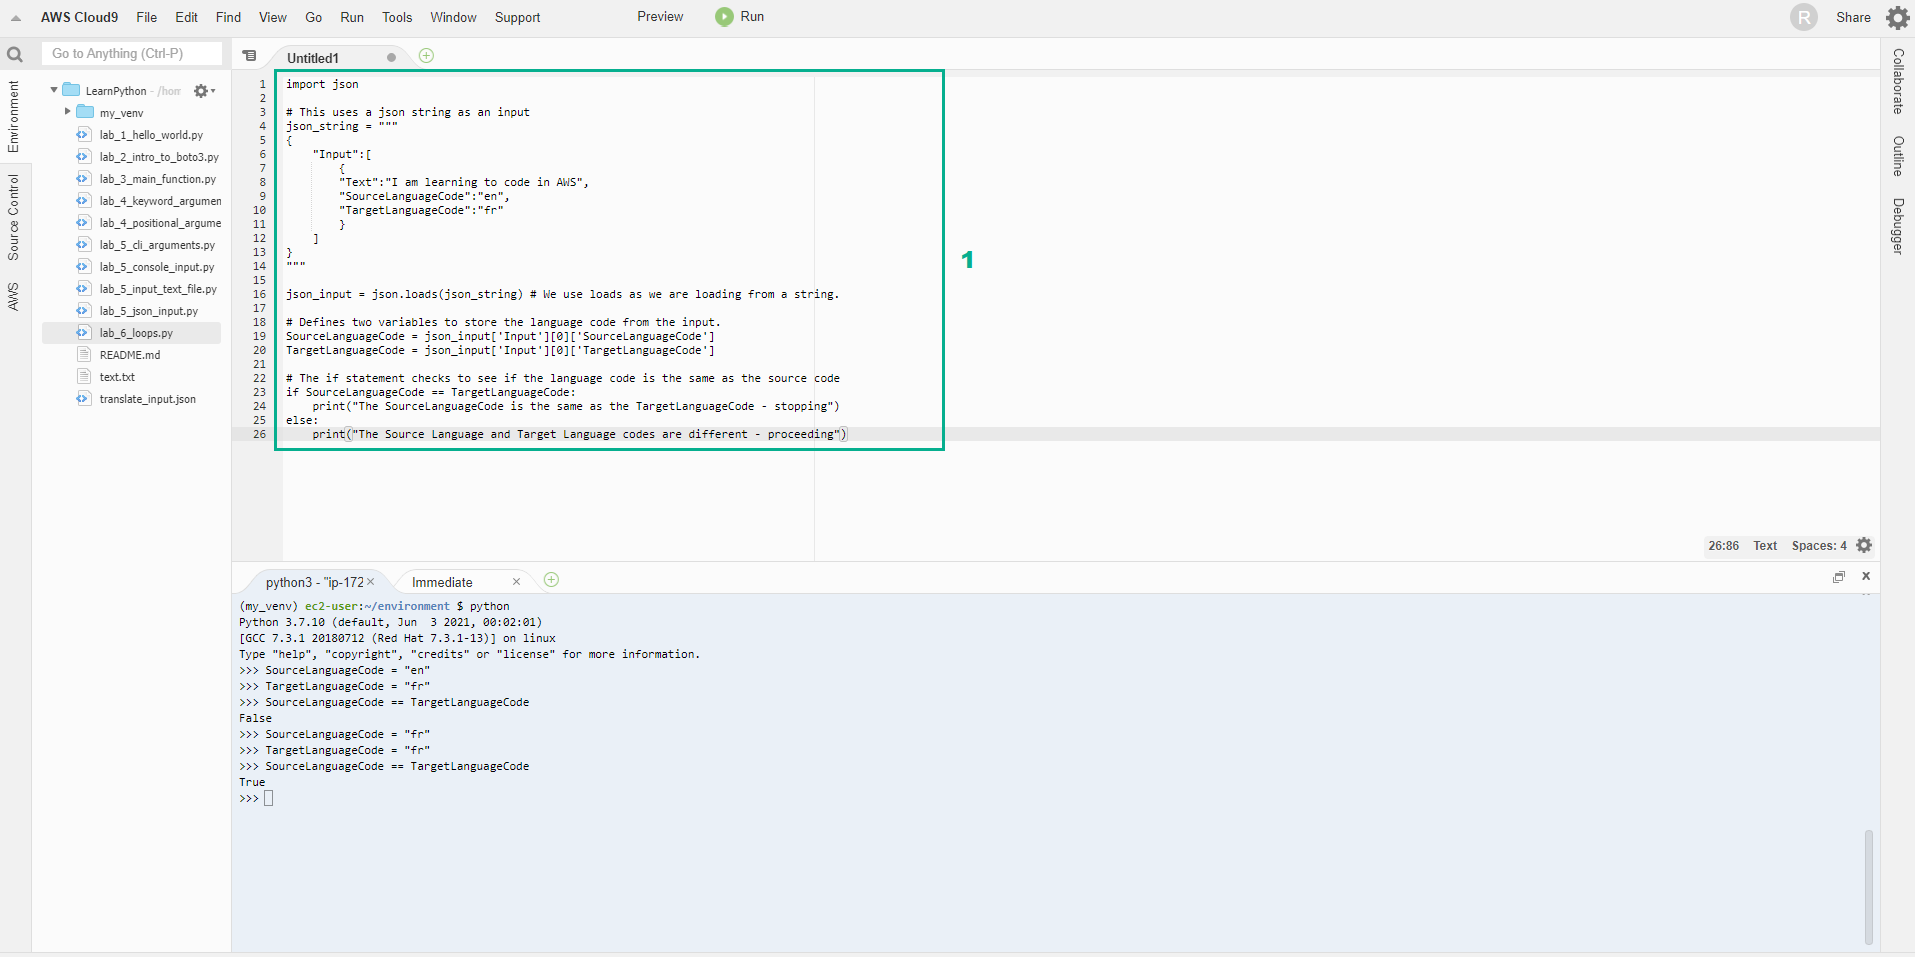 AWS Cloud9 File Edit Find View Go Run Tools Window Support Preview Run R Share
Go to Anything (Ctrl-P)
Environment
Source Control
AWS
LearnPython - /hom
my_venv
lab_1_hello_world.py
lab_2_intro_to_boto3.py
lab_3_main_function.py
lab_4_keyword_argumen
lab_4_positional_argume
lab_5_cli_arguments.py
lab_5_console_input.py
lab_5_input_text_file.py
lab_5_json_input.py
lab_6_loops.py
README.md
text.txt
translate_input.json
Untitled1
1 import json
2
3 # This uses a json string as an input
4 json_string = """
5 {
6     "Input":[
7         {
8         "Text":"I am learning to code in AWS",
9         "SourceLanguageCode":"en",
10         "TargetLanguageCode":"fr"
11         }
12     ]
13 }
14 """
15
16 json_input = json.loads(json_string) # We use loads as we are loading from a string.
17
18 # Defines two variables to store the language code from the input.
19 SourceLanguageCode = json_input['Input'][0]['SourceLanguageCode']
20 TargetLanguageCode = json_input['Input'][0]['TargetLanguageCode']
21
22 # The if statement checks to see if the language code is the same as the source code
23 if SourceLanguageCode == TargetLanguageCode:
24     print("The SourceLanguageCode is the same as the TargetLanguageCode - stopping")
25 else:
26     print("The Source Language and Target Language codes are different - proceeding")
1
26:86 Text Spaces: 4
python3 - "ip-172 Immediate
(my_venv) ec2-user:~/environment $ python
Python 3.7.10 (default, Jun  3 2021, 00:02:01)
[GCC 7.3.1 20180712 (Red Hat 7.3.1-13)] on linux
Type "help", "copyright", "credits" or "license" for more information.
>>> SourceLanguageCode = "en"
>>> TargetLanguageCode = "fr"
>>> SourceLanguageCode == TargetLanguageCode
False
>>> SourceLanguageCode = "fr"
>>> TargetLanguageCode = "fr"
>>> SourceLanguageCode == TargetLanguageCode
True
>>>
Collaborate
Outline
Debugger